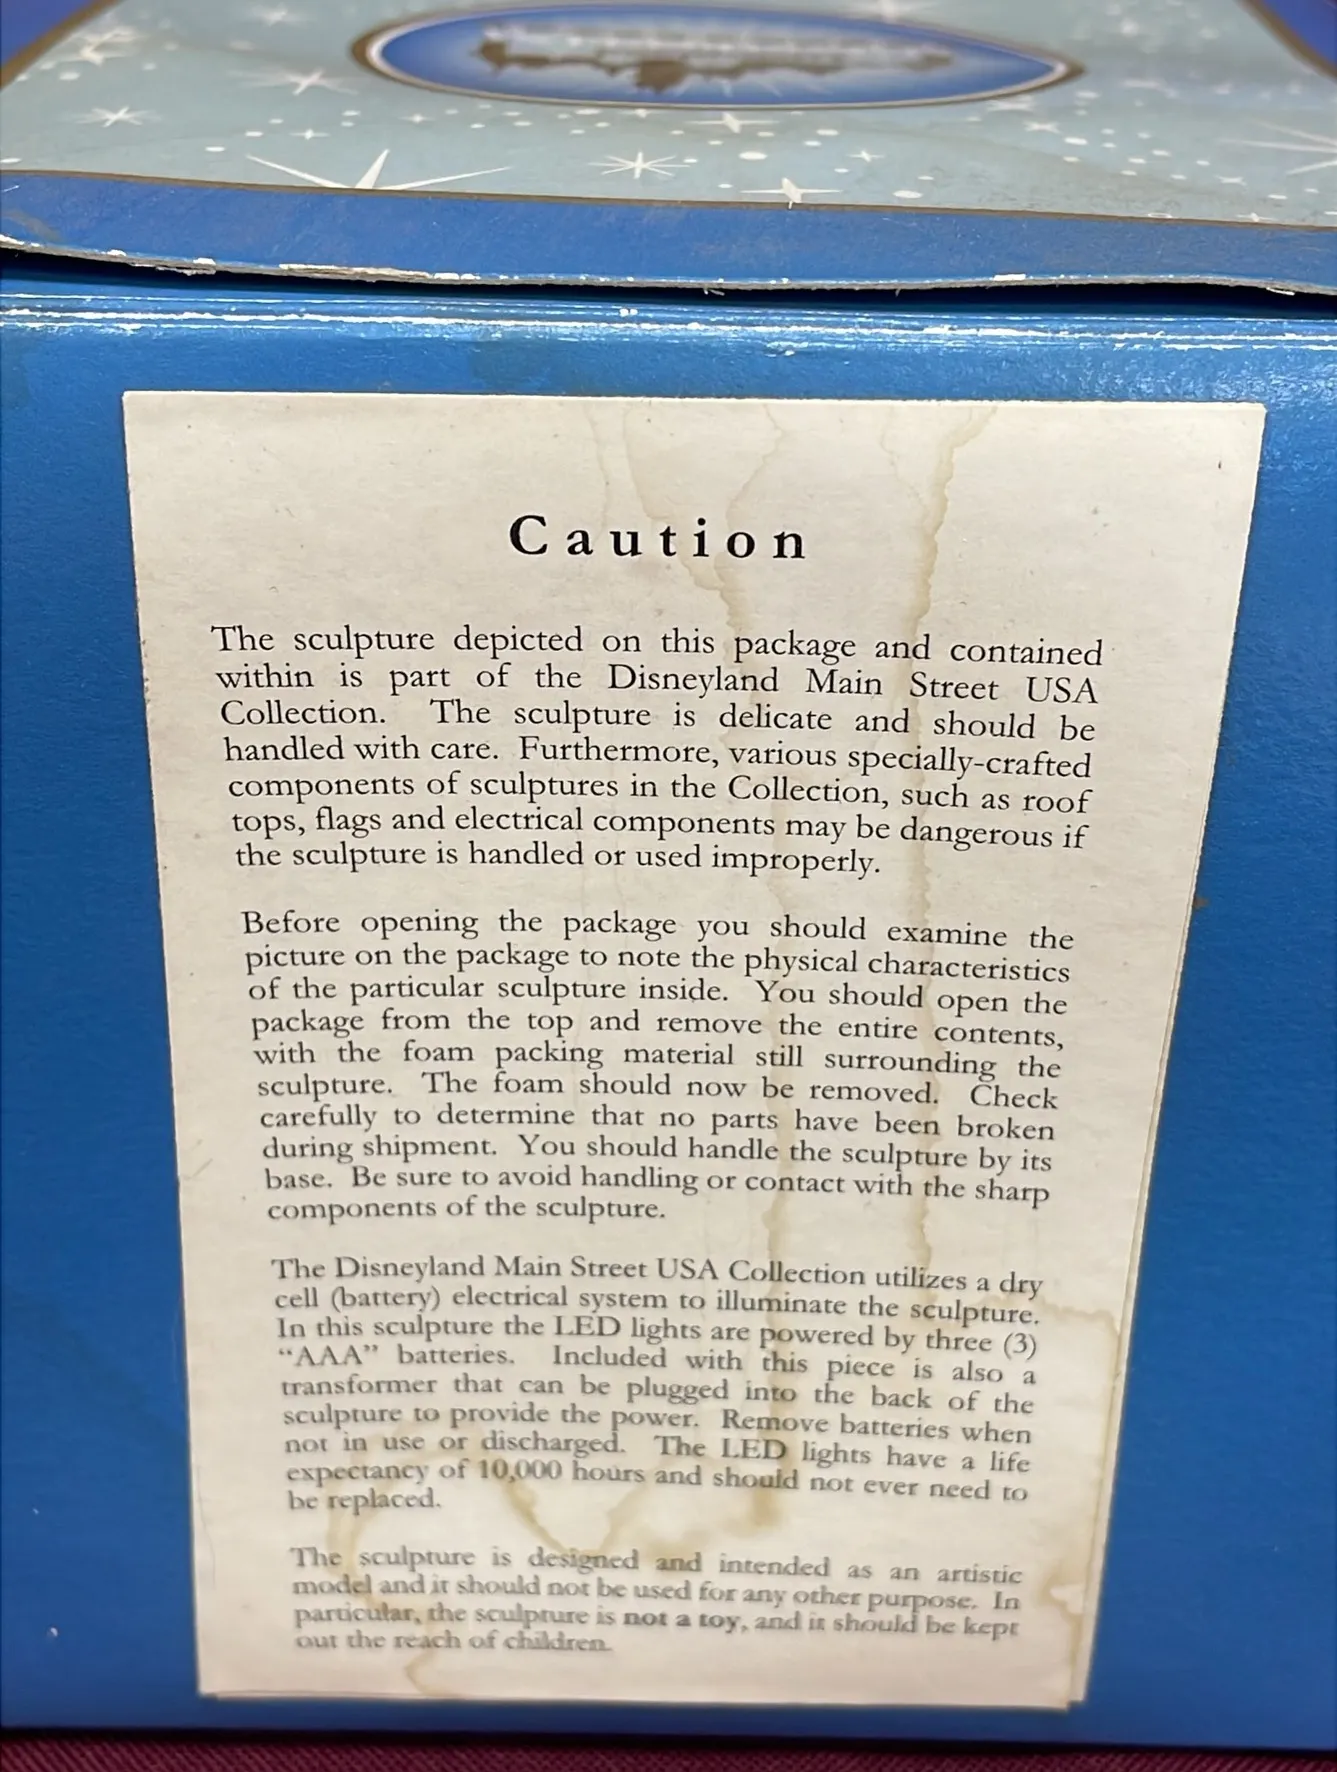 Caution
The sculpture depicted on this package and contained
within is part of the Disneyland Main Street USA
Collection. The sculpture is delicate and should be
handled with care. Furthermore, various specially-crafted
components of sculptures in the Collection, such as roof
tops, flags and electrical components may be dangerous if
the sculpture is handled or used improperly.
Before opening the package you should examine the
picture on the package to note the physical characteristics
of the particular sculpture inside. You should open the
package from the top and remove the entire contents,
with the foam packing material still surrounding the
sculpture. The foam should now be removed. Check
carefully to determine that no parts have been broken
during shipment. You should handle the sculpture by its
base. Be sure to avoid handling or contact with the sharp
components of the sculpture.
The Disneyland Main Street USA Collection utilizes a dry
cell (battery) electrical system to illuminate the sculpture.
In this sculpture the LED lights are powered by three (3)
“AAA” batteries. Included with this piece is also a
transformer that can be plugged into the back of the
sculpture to provide the power. Remove batteries when
not in use or discharged. The LED lights have a life
expectancy of 10,000 hours and should not ever need to
be replaced.
The sculpture is designed and intended as an artistic
model and it should not be used for any other purpose. In
particular, the sculpture is not a toy, and it should be kept
out the reach of children.